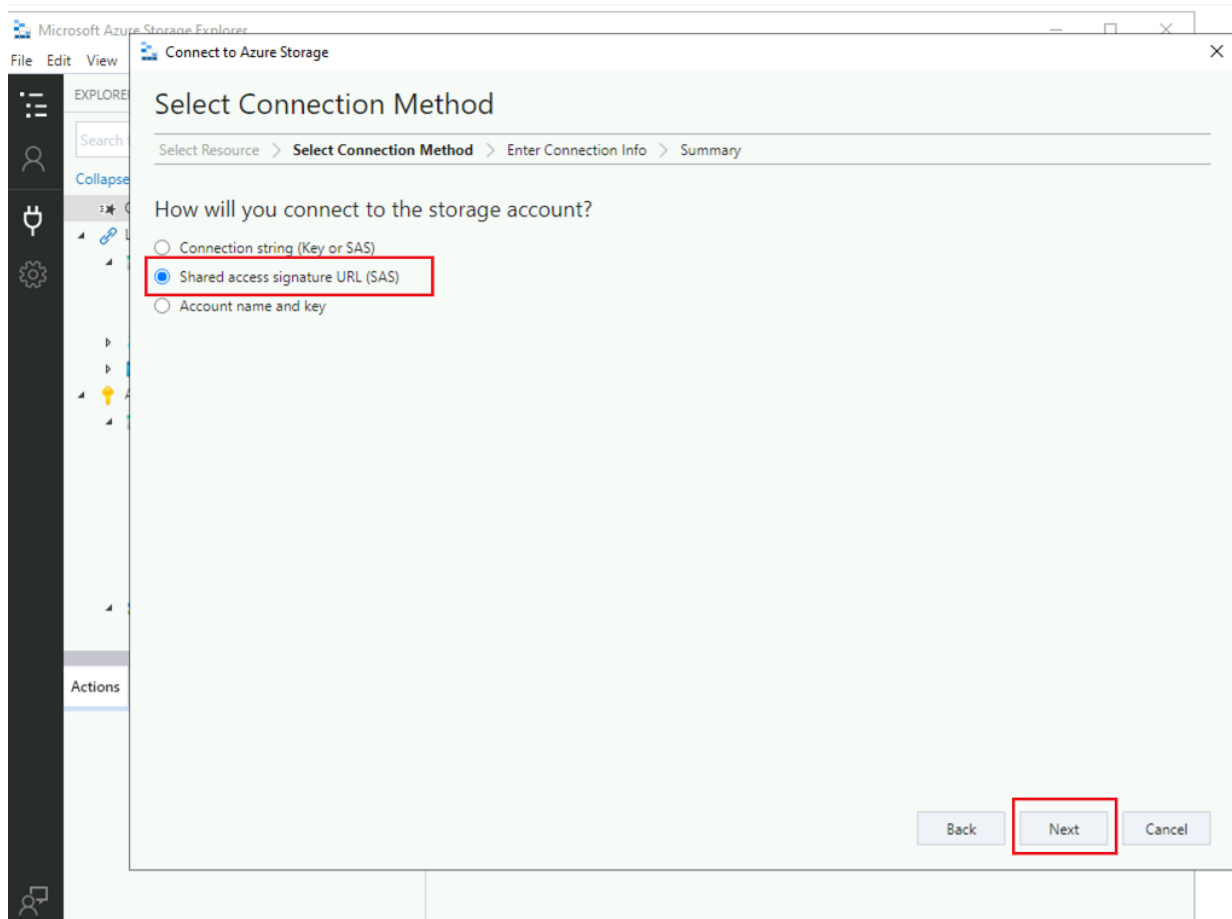 Microsoft Azure Storage Explorer
File Edit View
Connect to Azure Storage
EXPLORE
Search
Collapse
Select Connection Method
Select Resource > Select Connection Method > Enter Connection Info > Summary
How will you connect to the storage account?
Connection string (Key or SAS)
Shared access signature URL (SAS)
Account name and key
Actions
Back Next Cancel